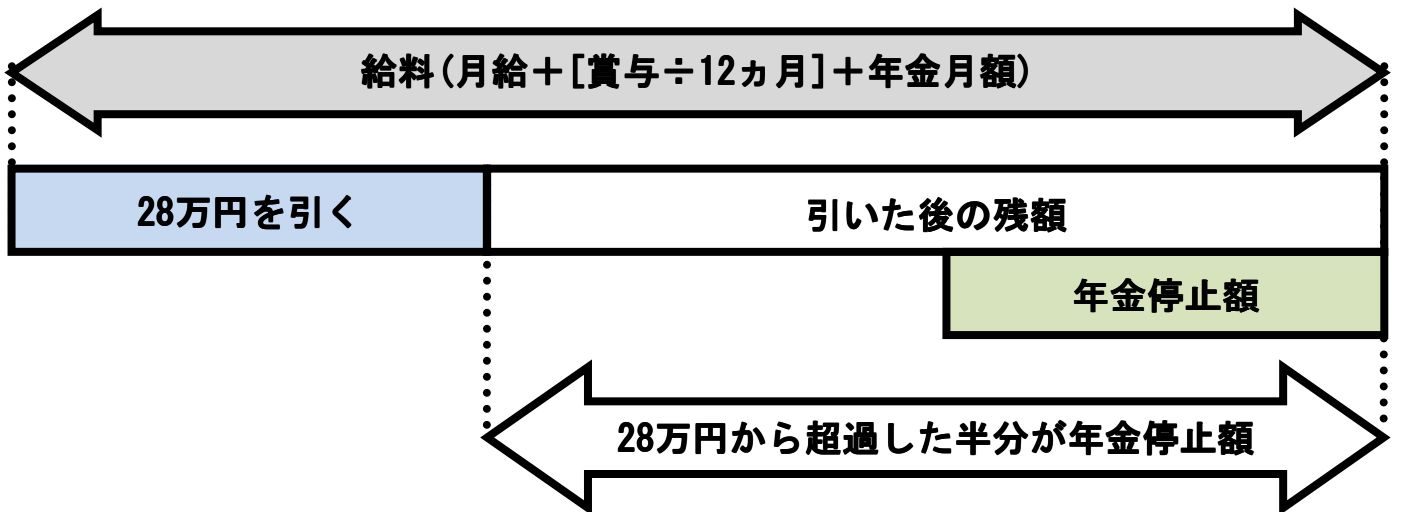 給料(月給＋[賞与÷12ヵ月]＋年金月額)
28万円を引く
引いた後の残額
年金停止額
28万円から超過した半分が年金停止額